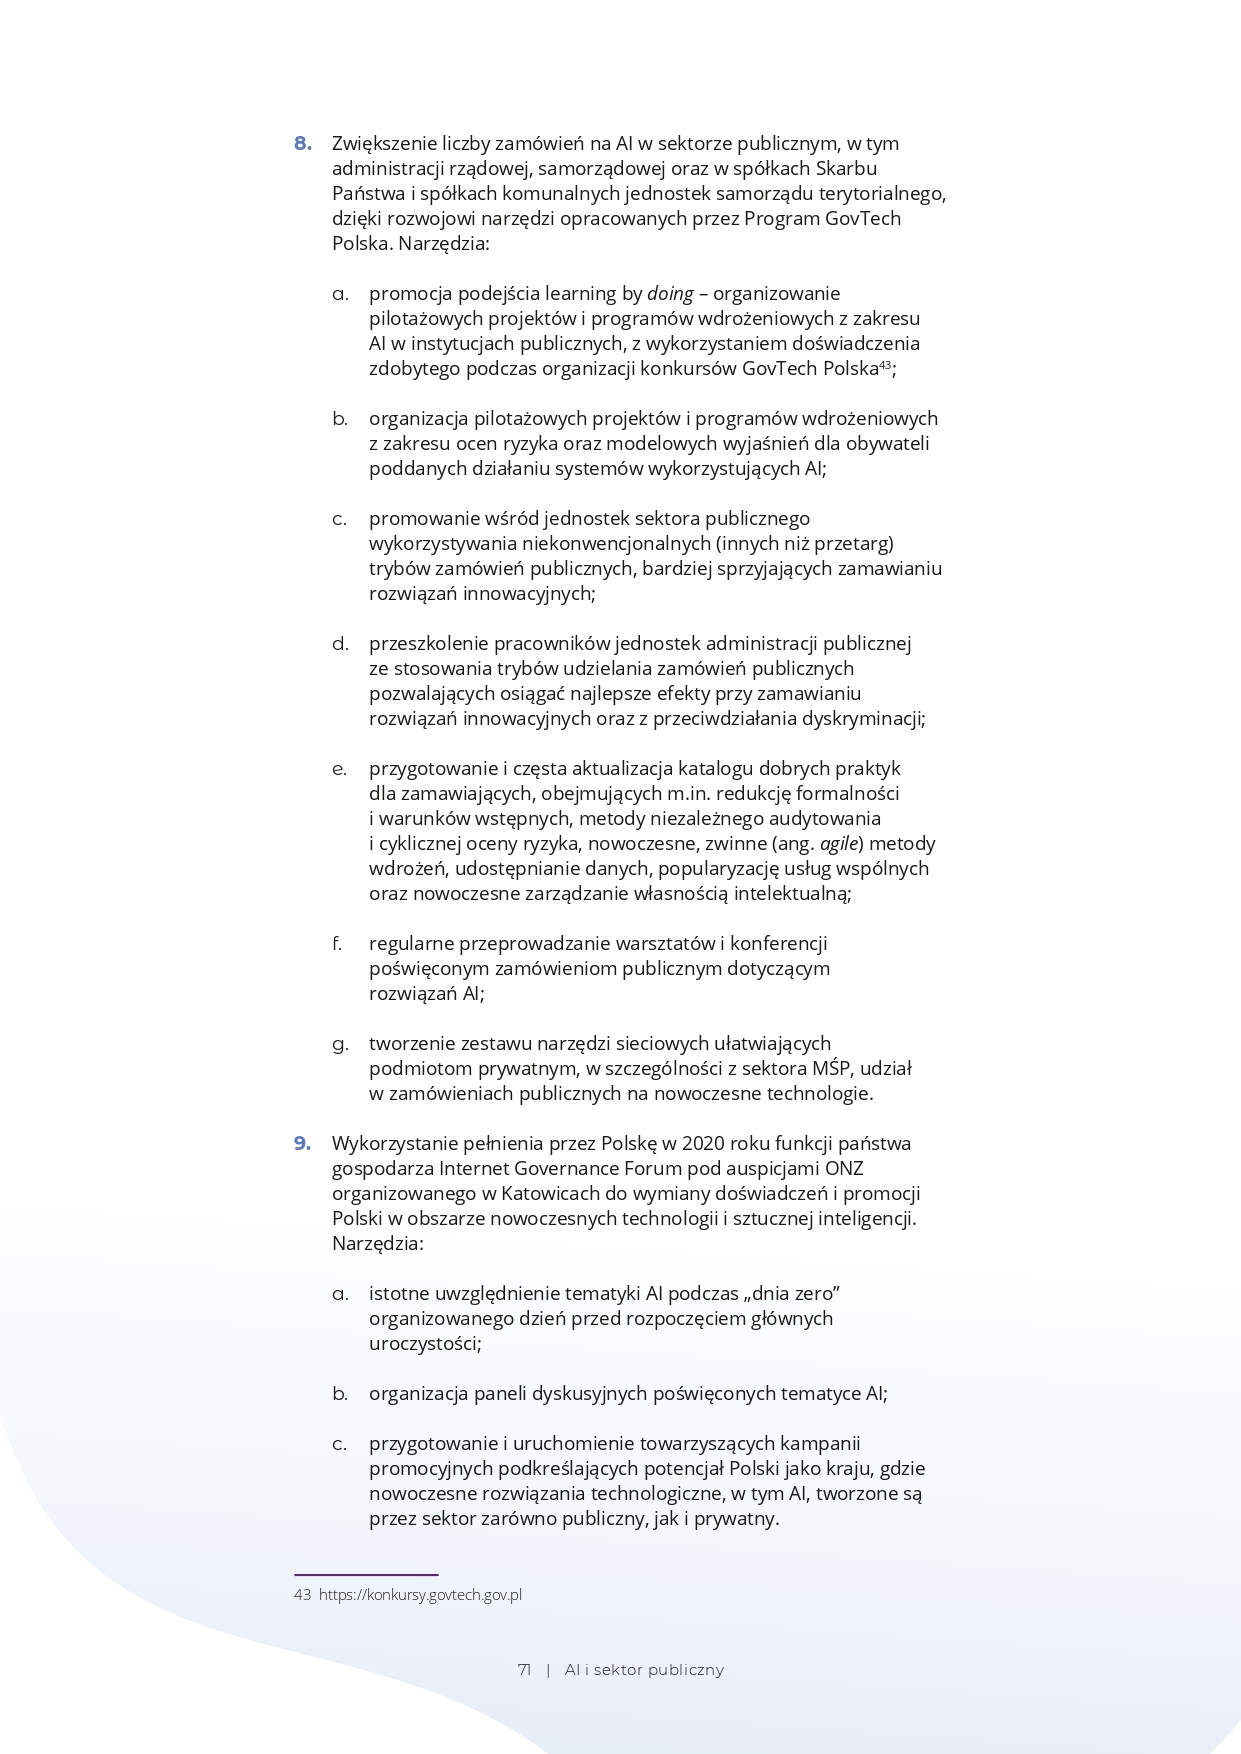 8. Zwiększenie liczby zamówień na AI w sektorze publicznym, w tym
administracji rządowej, samorządowej oraz w spółkach Skarbu
Państwa i spółkach komunalnych jednostek samorządu terytorialnego,
dzięki rozwojowi narzędzi opracowanych przez Program GovTech
Polska. Narzędzia:
a. promocja podejścia learning by doing – organizowanie
pilotażowych projektów i programów wdrożeniowych z zakresu
AI w instytucjach publicznych, z wykorzystaniem doświadczenia
zdobytego podczas organizacji konkursów GovTech Polska43;
b. organizacja pilotażowych projektów i programów wdrożeniowych
z zakresu ocen ryzyka oraz modelowych wyjaśnień dla obywateli
poddanych działaniu systemów wykorzystujących AI;
c. promowanie wśród jednostek sektora publicznego
wykorzystywania niekonwencjonalnych (innych niż przetarg)
trybów zamówień publicznych, bardziej sprzyjających zamawianiu
rozwiązań innowacyjnych;
d. przeszkolenie pracowników jednostek administracji publicznej
ze stosowania trybów udzielania zamówień publicznych
pozwalających osiągać najlepsze efekty przy zamawianiu
rozwiązań innowacyjnych oraz z przeciwdziałania dyskryminacji;
e. przygotowanie i częsta aktualizacja katalogu dobrych praktyk
dla zamawiających, obejmujących m.in. redukcję formalności
i warunków wstępnych, metody niezależnego audytowania
i cyklicznej oceny ryzyka, nowoczesne, zwinne (ang. agile) metody
wdrożeń, udostępnianie danych, popularyzację usług wspólnych
oraz nowoczesne zarządzanie własnością intelektualną;
f. regularne przeprowadzanie warsztatów i konferencji
poświęconym zamówieniom publicznym dotyczącym
rozwiązań AI;
g. tworzenie zestawu narzędzi sieciowych ułatwiających
podmiotom prywatnym, w szczególności z sektora MŚP, udział
w zamówieniach publicznych na nowoczesne technologie.
9. Wykorzystanie pełnienia przez Polskę w 2020 roku funkcji państwa
gospodarza Internet Governance Forum pod auspicjami ONZ
organizowanego w Katowicach do wymiany doświadczeń i promocji
Polski w obszarze nowoczesnych technologii i sztucznej inteligencji.
Narzędzia:
a. istotne uwzględnienie tematyki AI podczas „dnia zero”
organizowanego dzień przed rozpoczęciem głównych
uroczystości;
b. organizacja paneli dyskusyjnych poświęconych tematyce AI;
c. przygotowanie i uruchomienie towarzyszących kampanii
promocyjnych podkreślających potencjał Polski jako kraju, gdzie
nowoczesne rozwiązania technologiczne, w tym AI, tworzone są
przez sektor zarówno publiczny, jak i prywatny.
43 https://konkursy.govtech.gov.pl
71 | AI i sektor publiczny